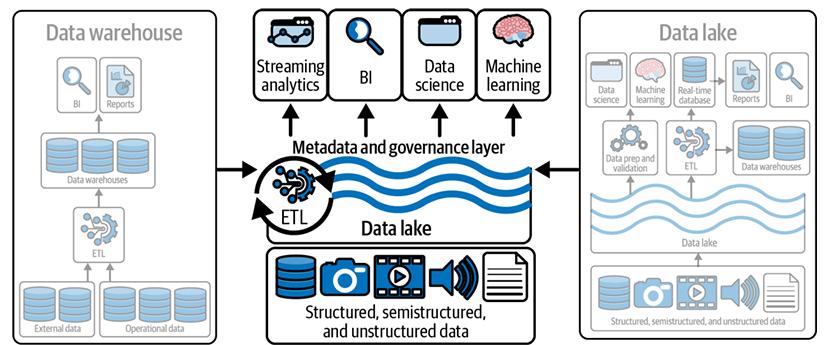 Data warehouse
BI
Reports
Data warehouses
ETL
External data
Operational data
Streaming
analytics
BI
Data
science
Machine
learning
Metadata and governance layer
ETL
Data lake
Structured, semistructured,
and unstructured data
Data lake
Data
science
Machine
learning
Real-time
database
Reports
BI
Data prep and
validation
ETL
Data warehouses
Data lake
Structured, semistructured, and unstructured data